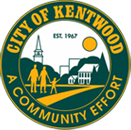 CITY OF KENTWOOD
EST. 1967
A COMMUNITY EFFORT